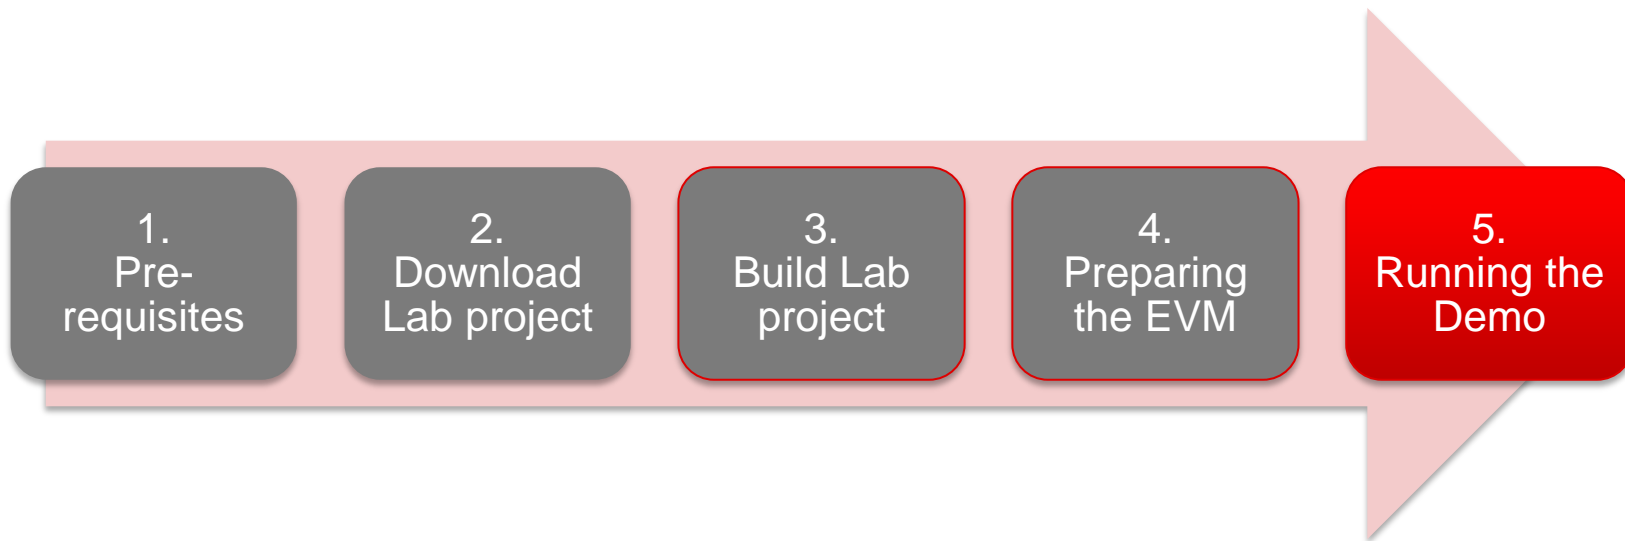 1.
Pre-
requisites
2.
Download
Lab project
3.
Build Lab
project
4.
Preparing
the EVM
5.
Running the
Demo